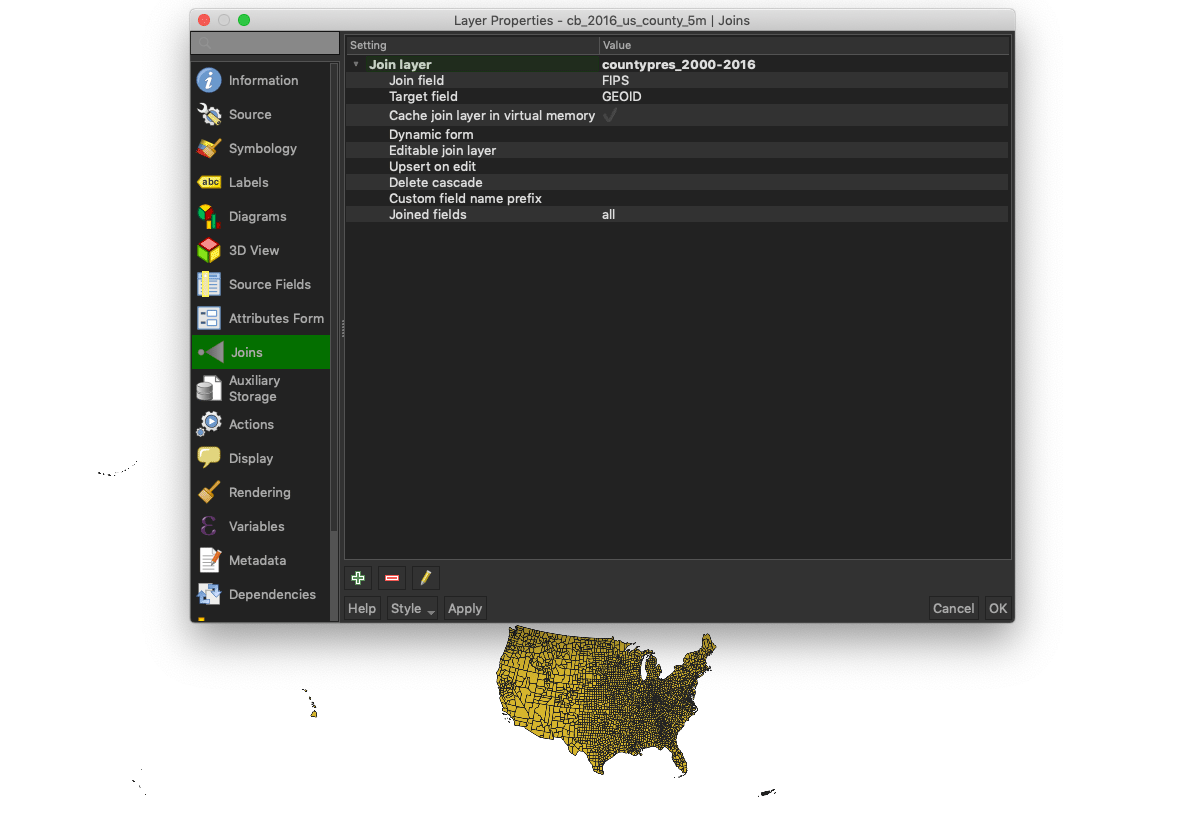 Layer Properties - cb_2016_us_county_5m | Joins
Information
Source
Symbology
abc Labels
Diagrams
3D View
Source Fields
Attributes Form
Joins
Auxiliary
Storage
Actions
Display
Rendering
Variables
Metadata
Dependencies
Setting Value
Join layer countypres_2000-2016
Join field FIPS
Target field GEOID
Cache join layer in virtual memory
Dynamic form
Editable join layer
Upsert on edit
Delete cascade
Custom field name prefix
Joined fields all
Help Style Apply Cancel OK